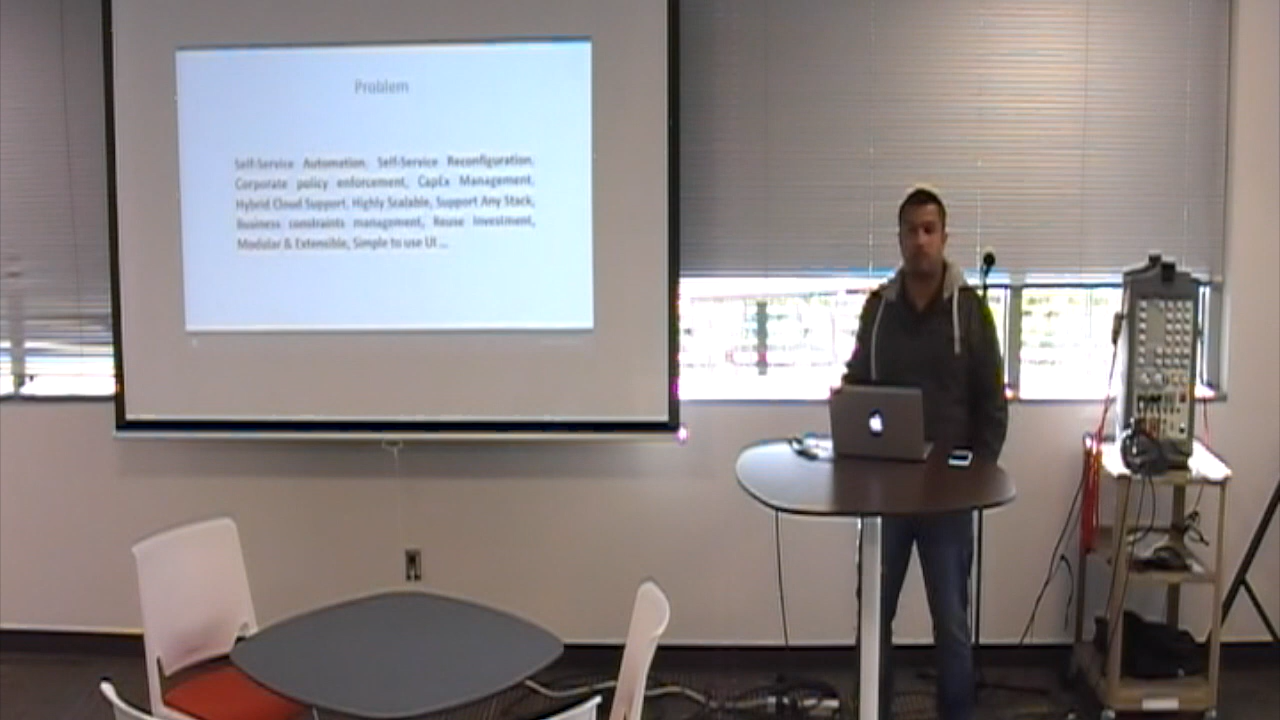 Problem
Self-Service Automation, Self-Service Reconfiguration,
Corporate policy enforcement, CapEx Management,
Hybrid Cloud Support, Highly Scalable, Support Any Stack,
Business constraints management, Reuse Investment,
Modular & Extensible, Simple to use UI ...